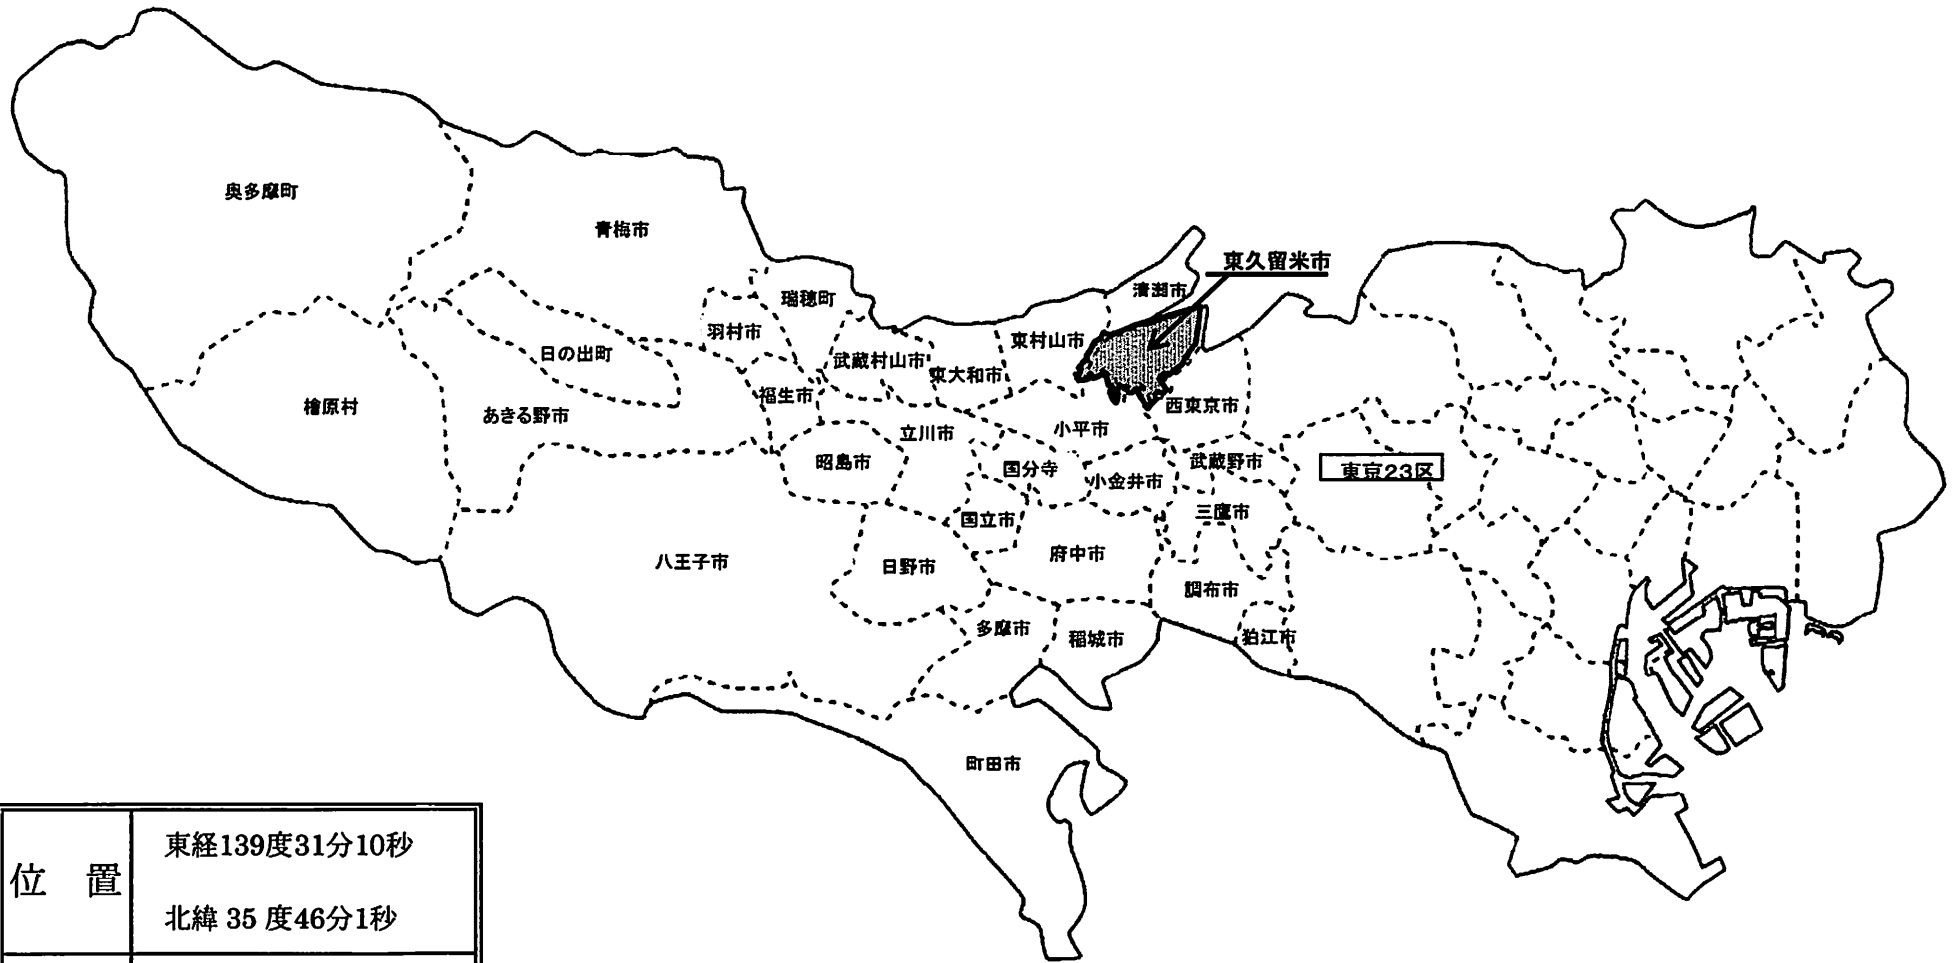 奥多摩町
青梅市
東久留米市
清瀬市
瑞穂町
羽村市
東村山市
日の出町
武蔵村山市
東大和市
檜原村
あきる野市
福生市
西東京市
立川市
小平市
昭島市
国分寺
小金井市
武蔵野市
東京23区
国立市
三鷹市
八王子市
日野市
府中市
調布市
多摩市
稲城市
狛江市
町田市
位 置
東経139度31分10秒
北緯 35 度46分1秒